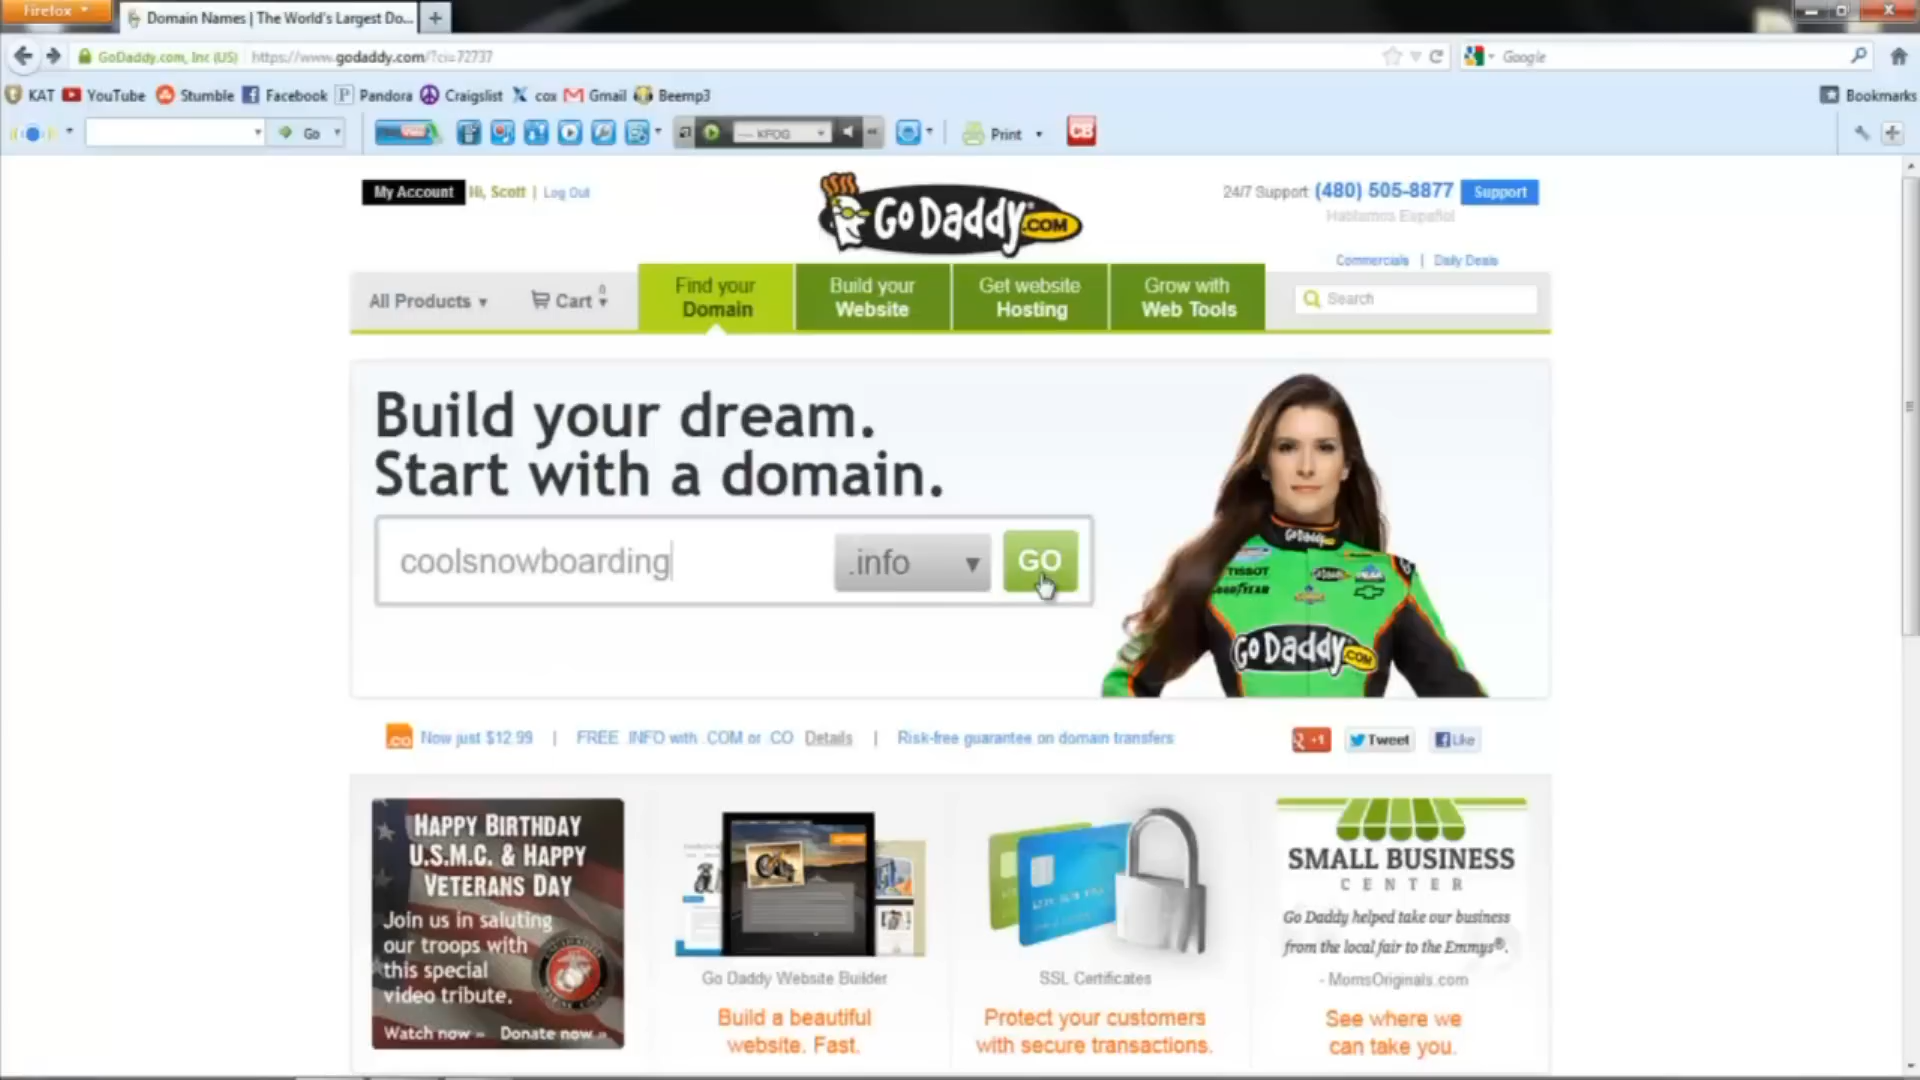 Firefox
Domain Names | The World's Largest Do...
GoDaddy.com, Inc (US) https://www.godaddy.com/?ci=72737
Google
KAT YouTube Stumble Facebook Pandora Craigslist cox Gmail Beemp3
Bookmarks
Go
KFOG
Print
CB
My Account Hi, Scott | Log Out
Go Daddy .COM
24/7 Support (480) 505-8877 Support
Hablamos Español
Commercials | Daily Deals
All Products
Cart 0
Find your Domain
Build your Website
Get website Hosting
Grow with Web Tools
Search
Build your dream.
Start with a domain.
coolsnowboarding
.info
GO
GoDaddy
TISSOT
GOODYEAR
Go Daddy .COM
.co Now just $12.99 | FREE .INFO with .COM or .CO Details | Risk-free guarantee on domain transfers
+1 Tweet Like
HAPPY BIRTHDAY
U.S.M.C. & HAPPY
VETERANS DAY
Join us in saluting
our troops with
this special
video tribute.
Watch now » Donate now »
Go Daddy Website Builder
Build a beautiful
website. Fast.
SSL Certificates
Protect your customers
with secure transactions.
SMALL BUSINESS
CENTER
Go Daddy helped take our business
from the local fair to the Emmys®.
- MomsOriginals.com
See where we
can take you.